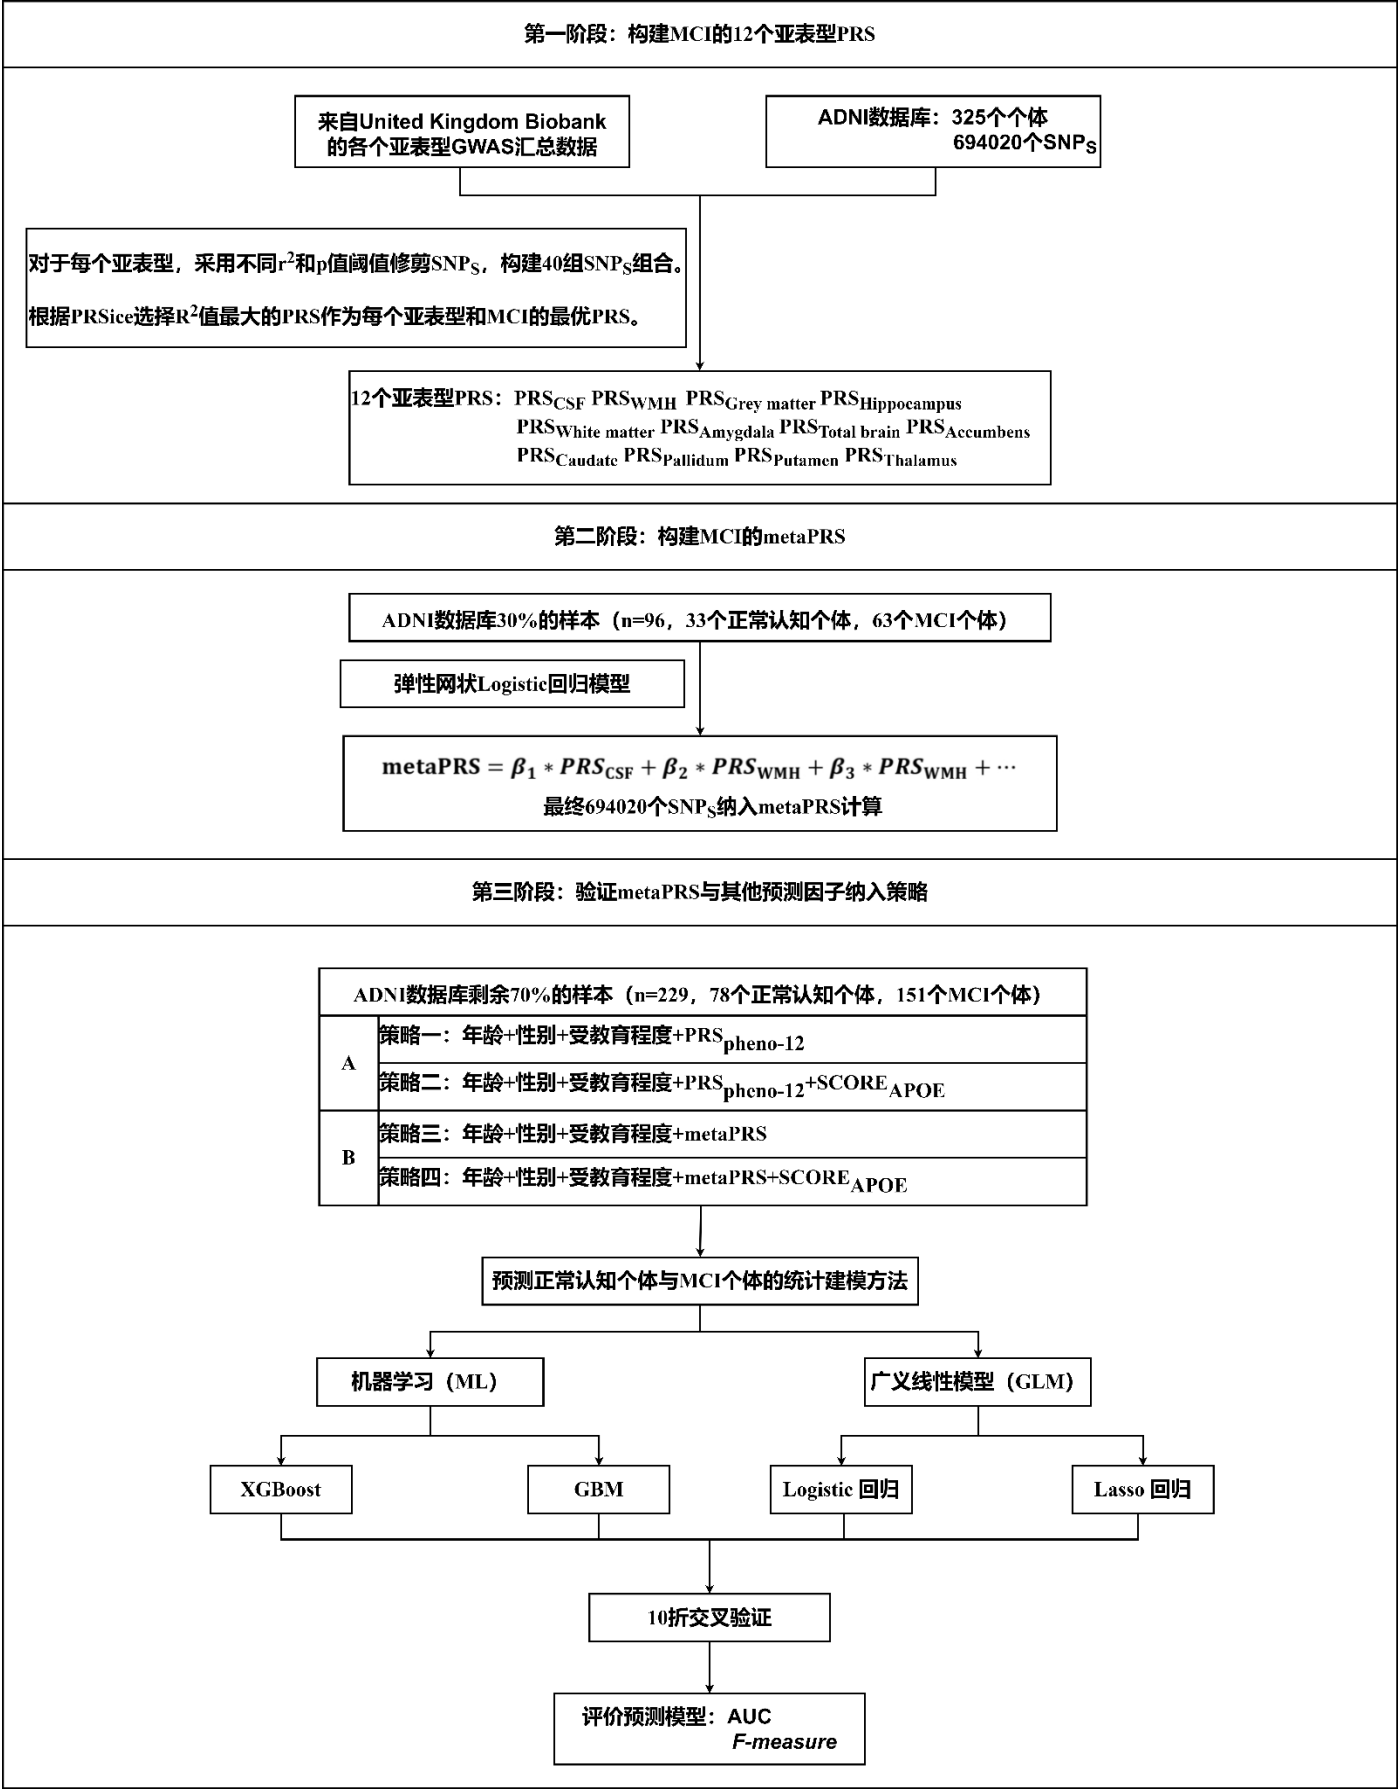 第一阶段：构建MCI的12个亚表型PRS
来自United Kingdom Biobank
的各个亚表型GWAS汇总数据
ADNI数据库：325个个体
694020个SNPS
对于每个亚表型，采用不同r²和p值阈值修剪SNPS，构建40组SNPS组合。
根据PRSice选择R²值最大的PRS作为每个亚表型和MCI的最优PRS。
12个亚表型PRS：PRSCSF PRSWMH PRSGrey matter PRSHippocampus
PRSWhite matter PRSAmygdala PRSTotal brain PRSAccumbens
PRSCaudate PRSPallidum PRSPutamen PRSThalamus
第二阶段：构建MCI的metaPRS
ADNI数据库30%的样本（n=96，33个正常认知个体，63个MCI个体）
弹性网状Logistic回归模型
metaPRS = β₁ * PRSCSF + β₂ * PRSWMH + β₃ * PRSWMH + ⋯
最终694020个SNPS纳入metaPRS计算
第三阶段：验证metaPRS与其他预测因子纳入策略
ADNI数据库剩余70%的样本（n=229，78个正常认知个体，151个MCI个体）
A
策略一：年龄+性别+受教育程度+PRSpheno-12
策略二：年龄+性别+受教育程度+PRSpheno-12+SCOREAPOE
B
策略三：年龄+性别+受教育程度+metaPRS
策略四：年龄+性别+受教育程度+metaPRS+SCOREAPOE
预测正常认知个体与MCI个体的统计建模方法
机器学习（ML）
广义线性模型（GLM）
XGBoost
GBM
Logistic 回归
Lasso 回归
10折交叉验证
评价预测模型：AUC
F-measure